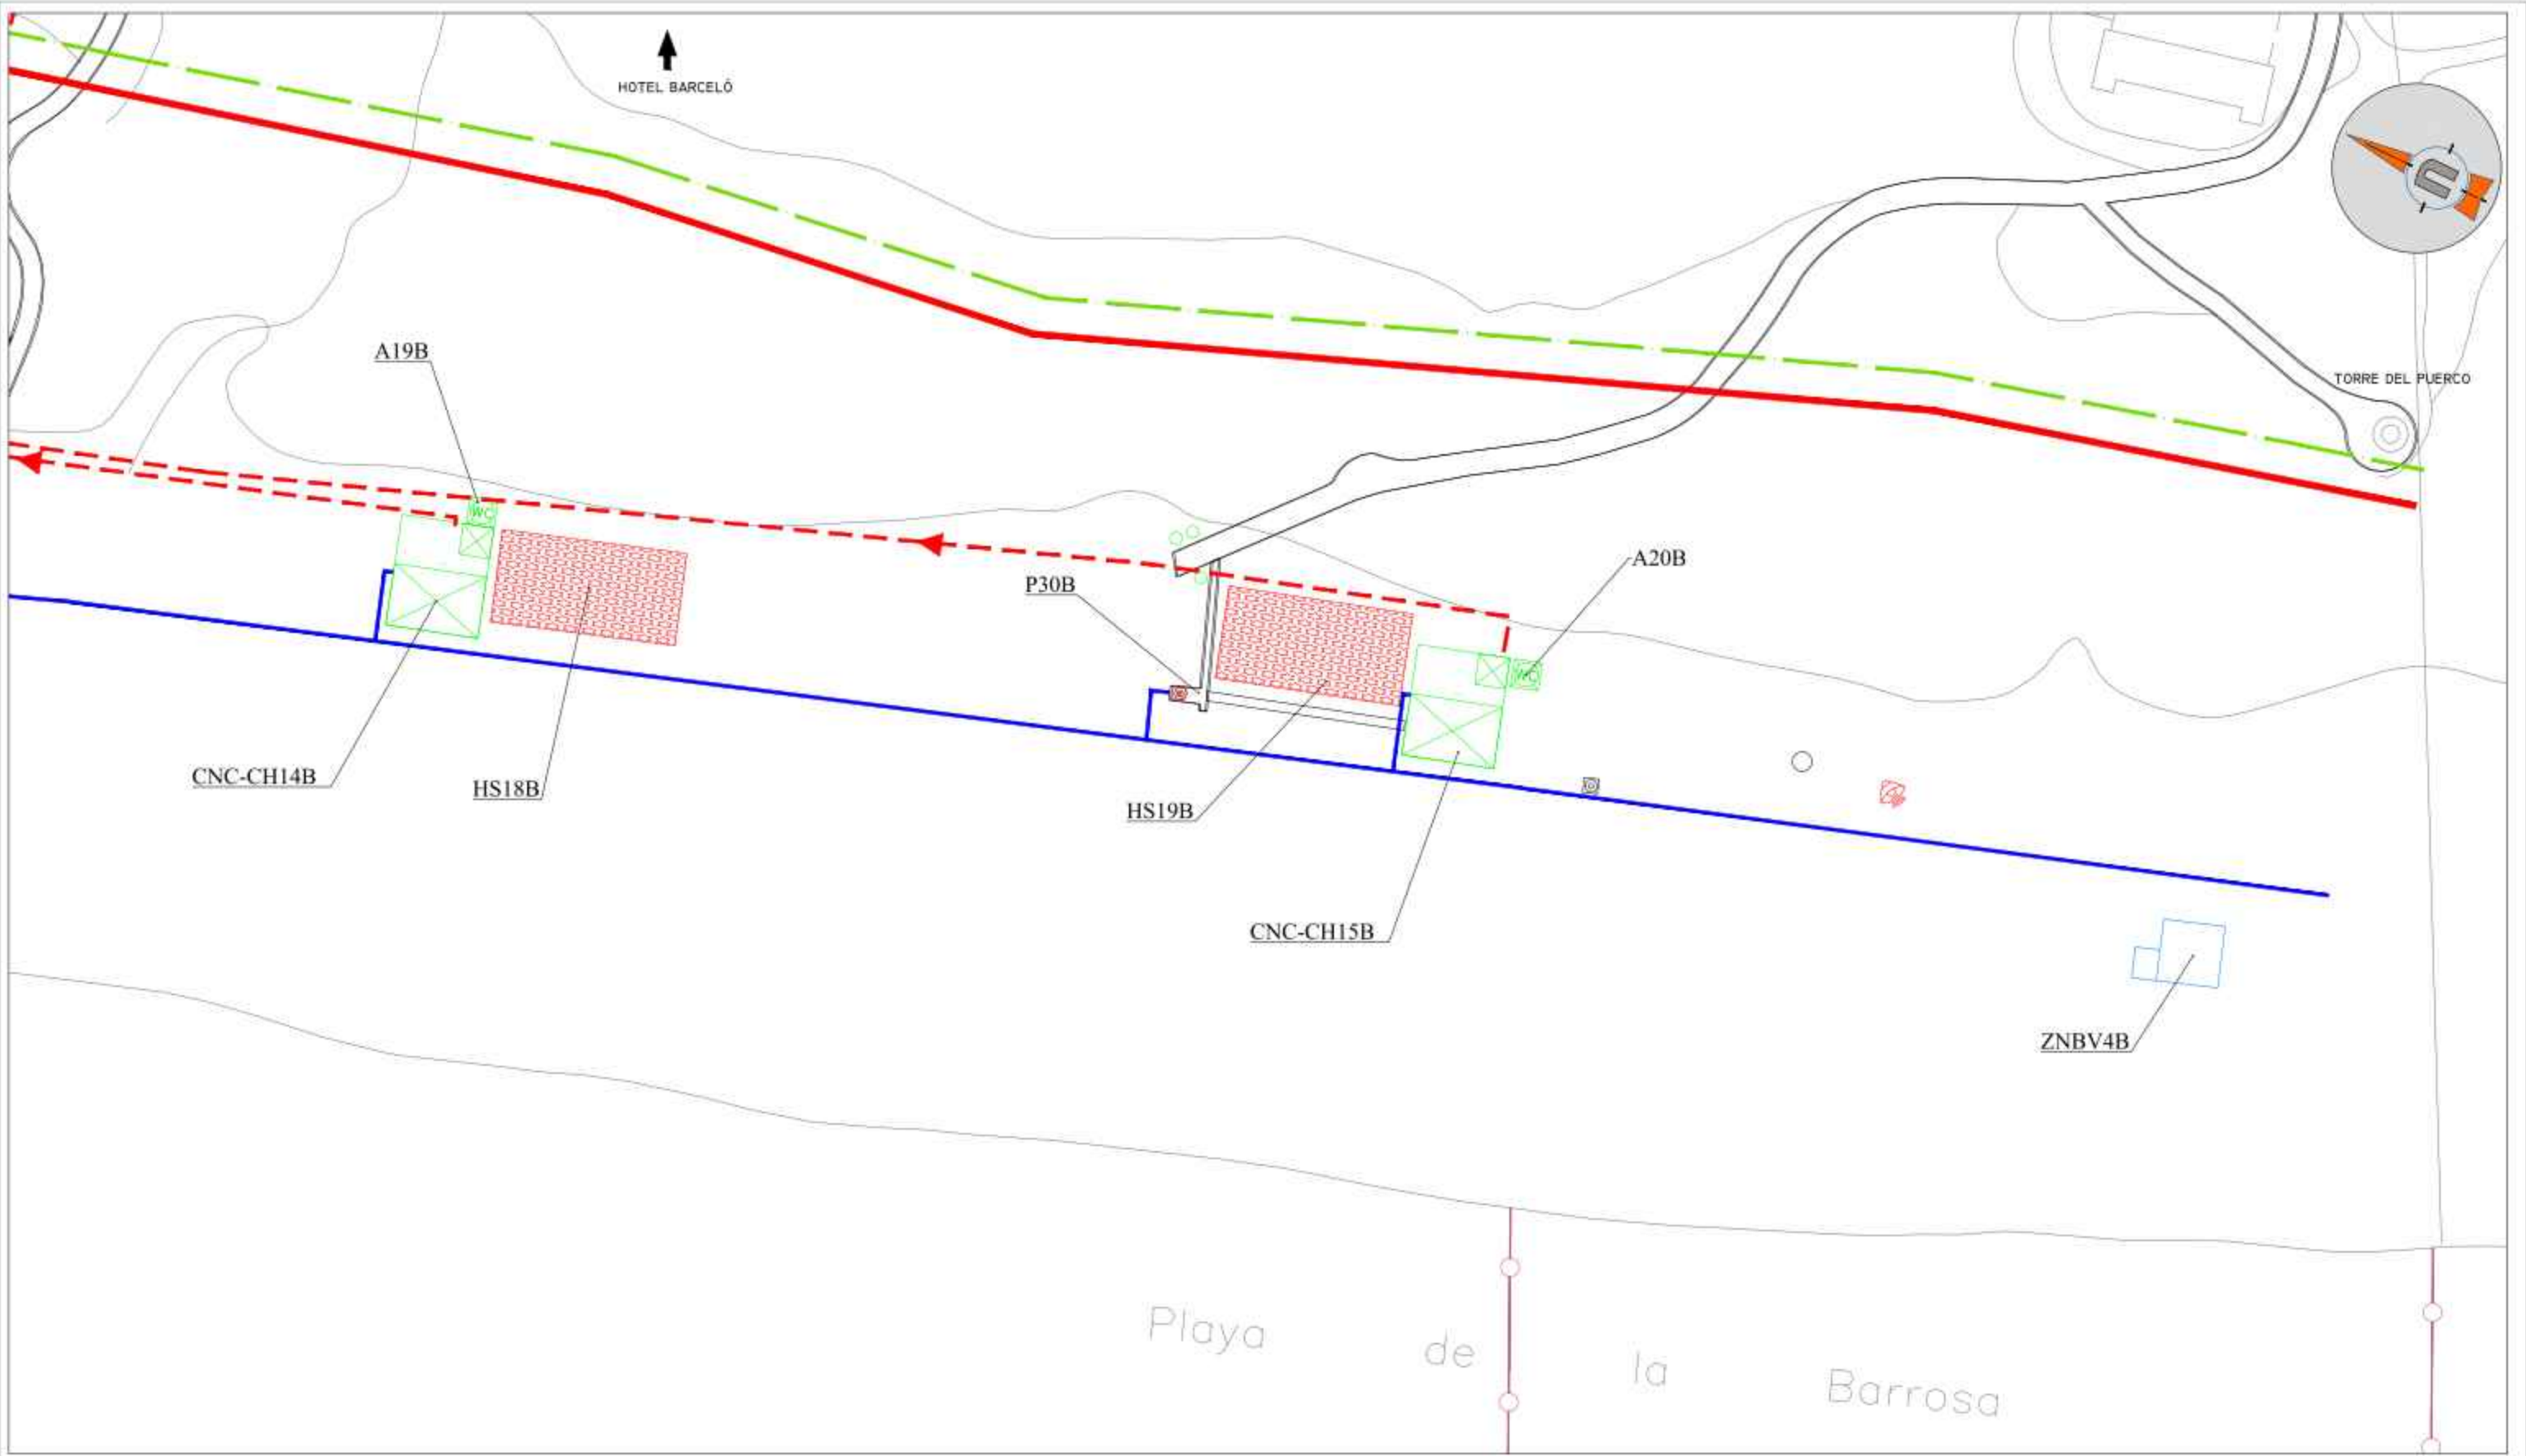 HOTEL BARCELÓ
TORRE DEL PUERCO
A19B
WC
P30B
A20B
WC
CNC-CH14B
HS18B
HS19B
CNC-CH15B
ZNBV4B
Playa de la Barrosa